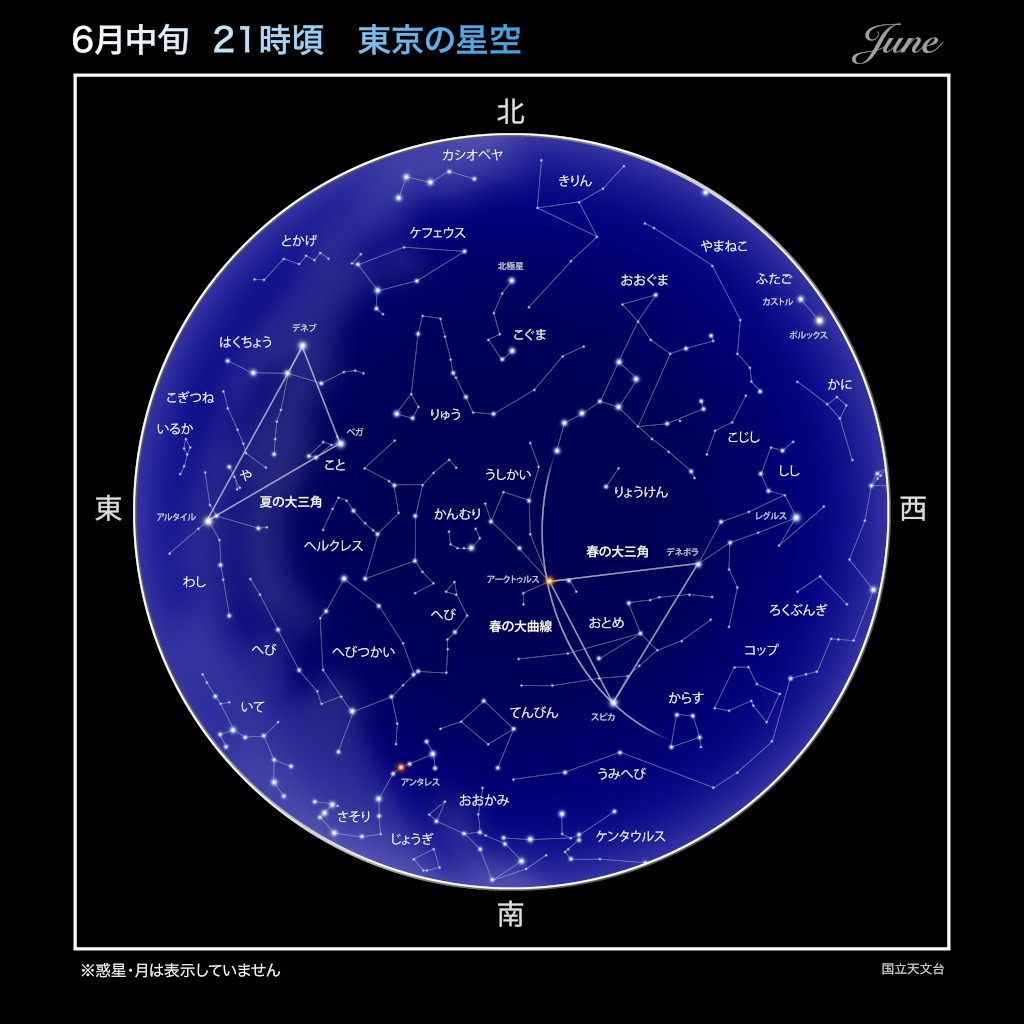 6月中旬 21時頃 東京の星空
June
北
カシオペヤ
きりん
ケフェウス
とかげ
やまねこ
北極星
おおぐま
ふたご
カストル
ポルックス
デネブ
はくちょう
こぐま
かに
こぎつね
りゅう
いるか
ベガ
こじし
こと
うしかい
しし
や
りょうけん
夏の大三角
東
西
アルタイル
かんむり
レグルス
ヘルクレス
春の大三角
デネボラ
アークトゥルス
わし
ろくぶんぎ
へび
春の大曲線
おとめ
へび
へびつかい
コップ
からす
いて
てんびん
スピカ
うみへび
アンタレス
おおかみ
さそり
じょうぎ
ケンタウルス
南
※惑星・月は表示していません
国立天文台